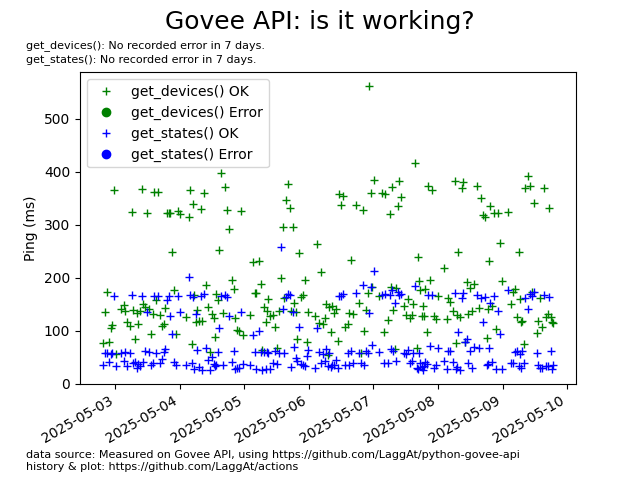 Govee API: is it working?
get_devices(): No recorded error in 7 days.
get_states(): No recorded error in 7 days.
get_devices() OK
get_devices() Error
get_states() OK
get_states() Error
Ping (ms)
500
400
300
200
100
0
2025-05-03
2025-05-04
2025-05-05
2025-05-06
2025-05-07
2025-05-08
2025-05-09
2025-05-10
data source: Measured on Govee API, using https://github.com/LaggAt/python-govee-api
history & plot: https://github.com/LaggAt/actions